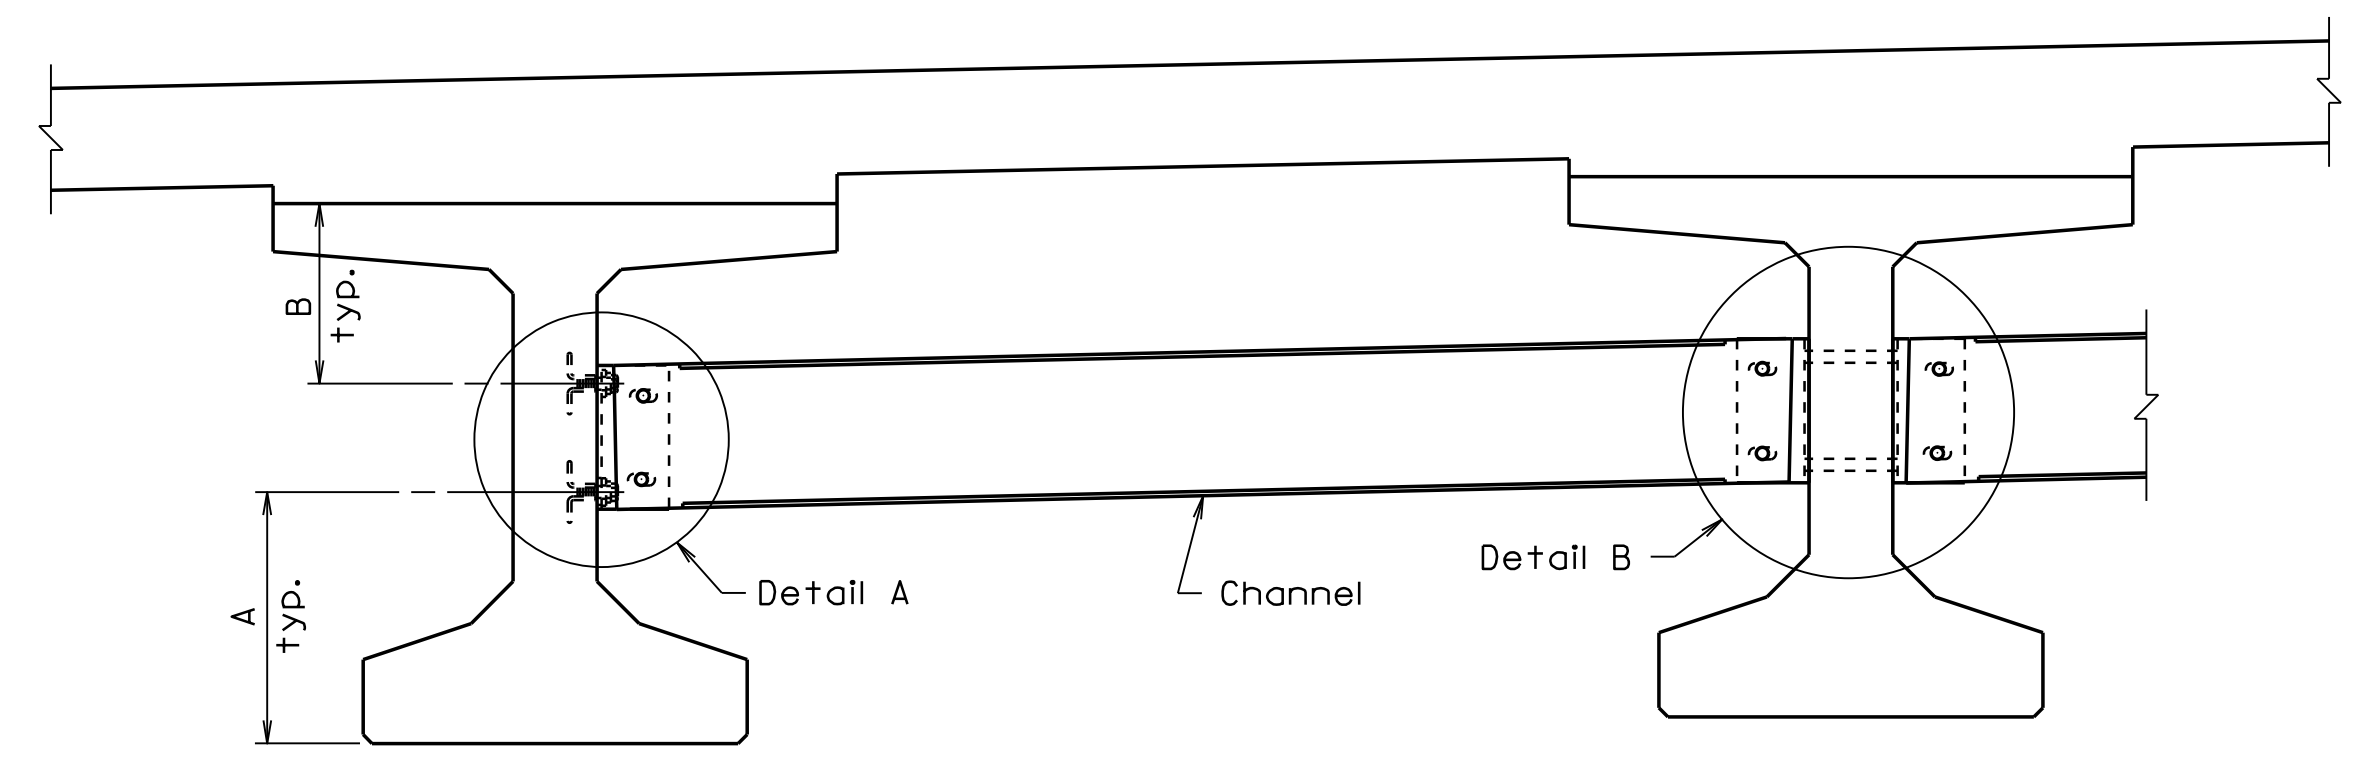 B
typ.
A
typ.
Detail A
Channel
Detail B